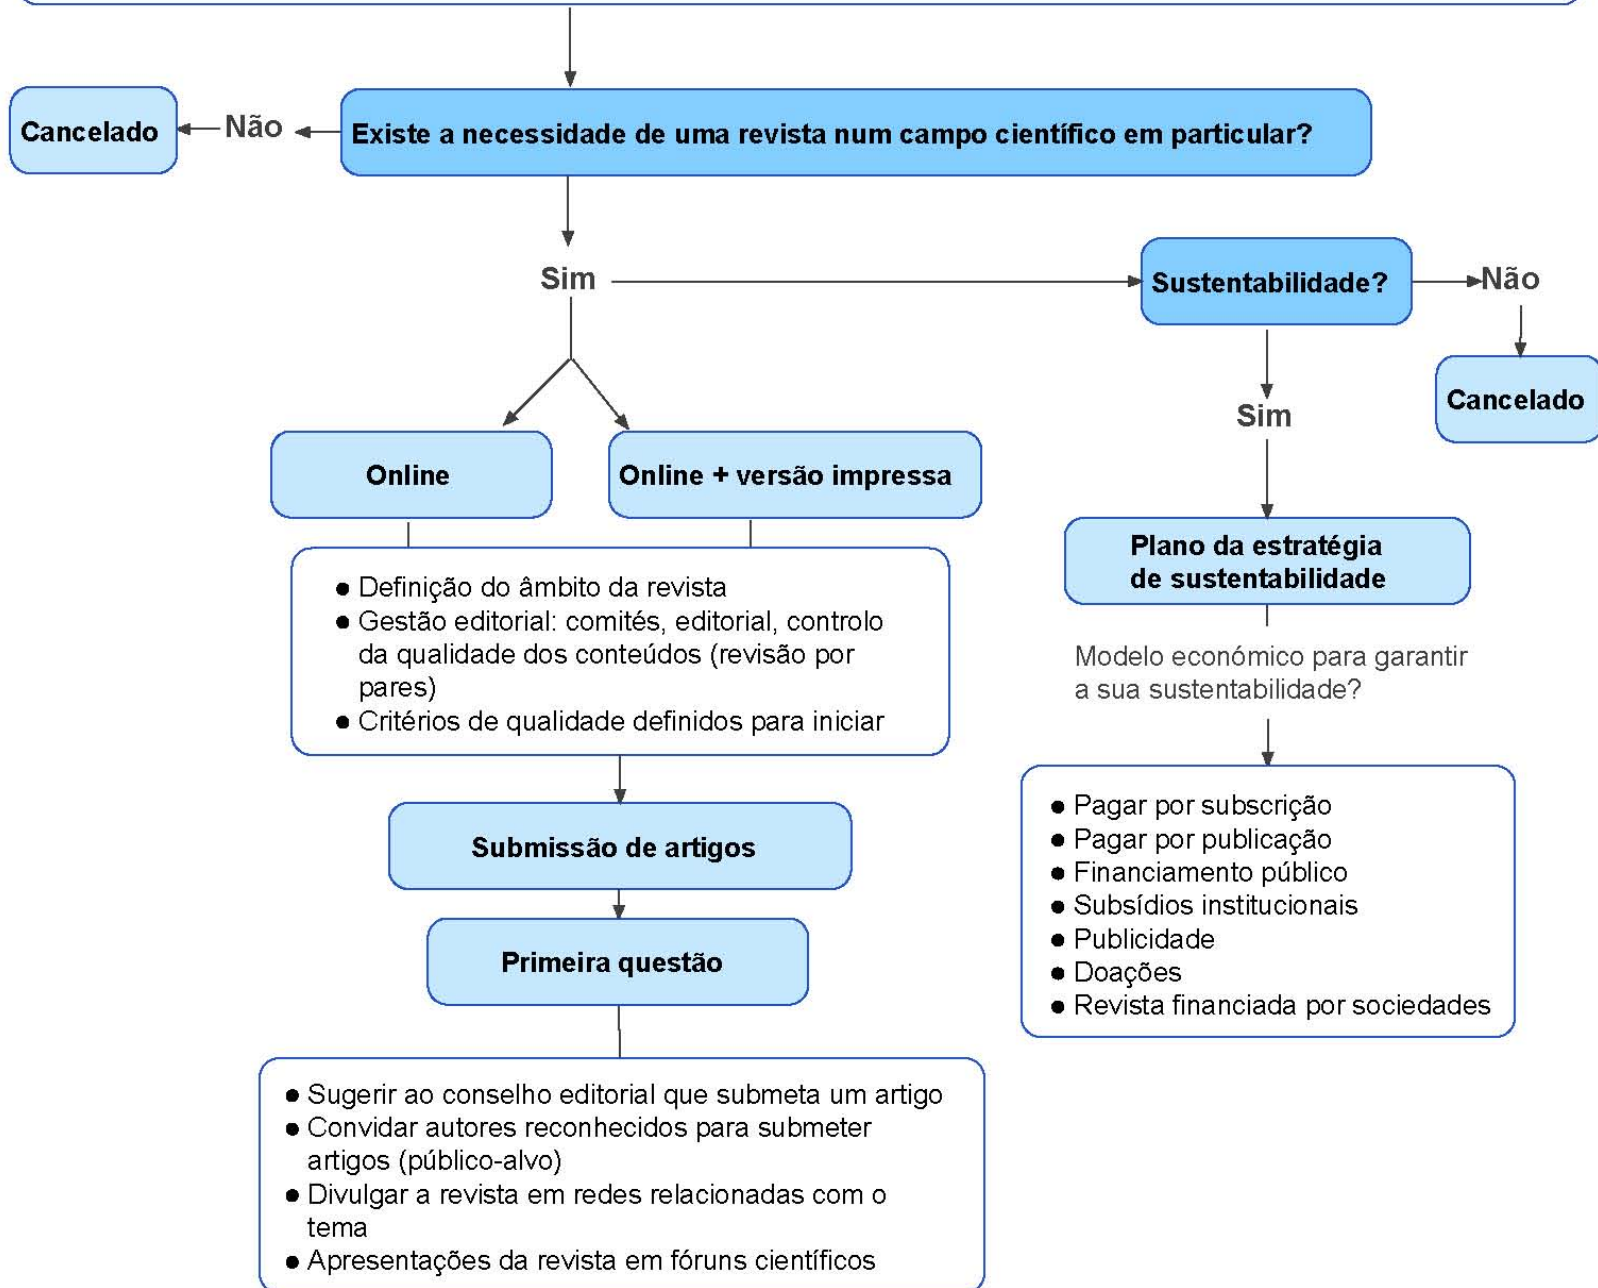 Existe a necessidade de uma revista num campo científico em particular?
Não
Cancelado
Sim
Sustentabilidade?
Não
Cancelado
Sim
Online
Online + versão impressa
● Definição do âmbito da revista
● Gestão editorial: comités, editorial, controlo
da qualidade dos conteúdos (revisão por
pares)
● Critérios de qualidade definidos para iniciar
Submissão de artigos
Primeira questão
● Sugerir ao conselho editorial que submeta um artigo
● Convidar autores reconhecidos para submeter
artigos (público-alvo)
● Divulgar a revista em redes relacionadas com o
tema
● Apresentações da revista em fóruns científicos
Plano da estratégia
de sustentabilidade
Modelo económico para garantir
a sua sustentabilidade?
● Pagar por subscrição
● Pagar por publicação
● Financiamento público
● Subsídios institucionais
● Publicidade
● Doações
● Revista financiada por sociedades